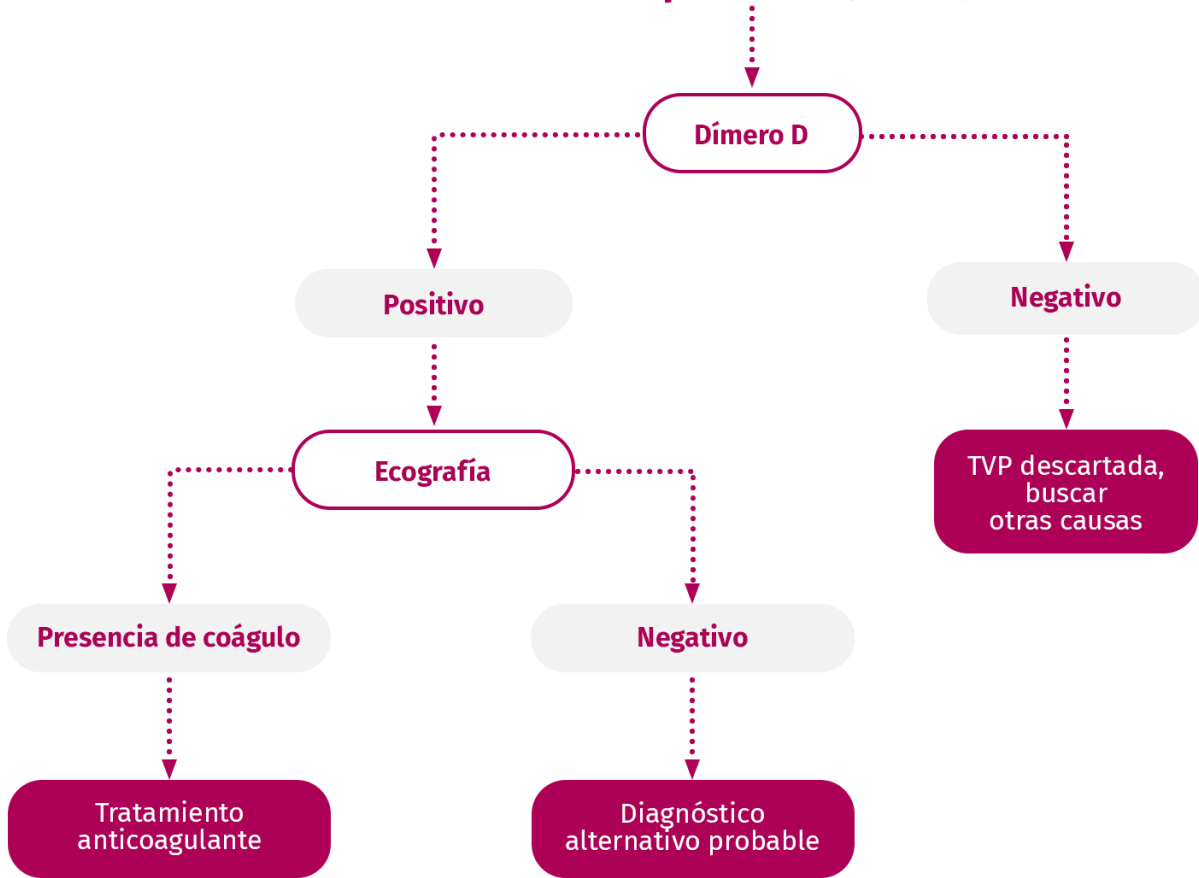 Dímero D
Positivo
Negativo
Ecografía
TVP descartada,
buscar
otras causas
Presencia de coágulo
Negativo
Tratamiento
anticoagulante
Diagnóstico
alternativo probable